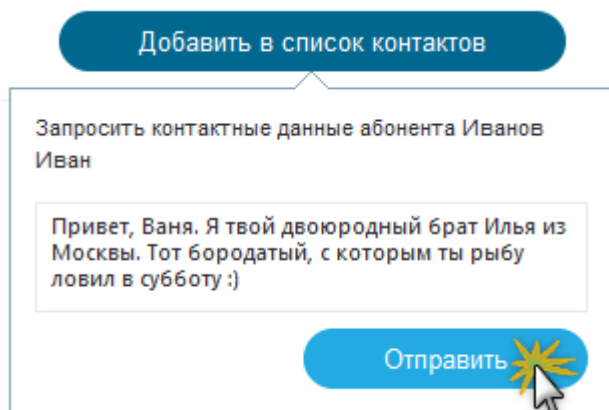 Добавить в список контактов
Запросить контактные данные абонента Иванов
Иван
Привет, Ваня. Я твой двоюродный брат Илья из
Москвы. Тот бородатый, с которым ты рыбу
ловил в субботу :)
Отправить